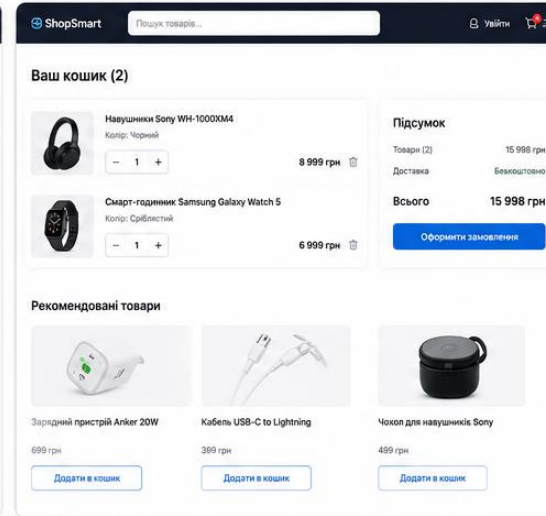 ShopSmart
Пошук товарів...
Увійти
Ваш кошик (2)
Навушники Sony WH-1000XM4
Колір: Чорний
- 1 +
8 999 грн
Смарт-годинник Samsung Galaxy Watch 5
Колір: Сріблястий
- 1 +
6 999 грн
Підсумок
Товари (2) 15 998 грн
Доставка Безкоштовно
Всього 15 998 грн
Оформити замовлення
Рекомендовані товари
Зарядний пристрій Anker 20W
699 грн
Додати в кошик
Кабель USB-C to Lightning
399 грн
Додати в кошик
Чохол для навушників Sony
499 грн
Додати в кошик